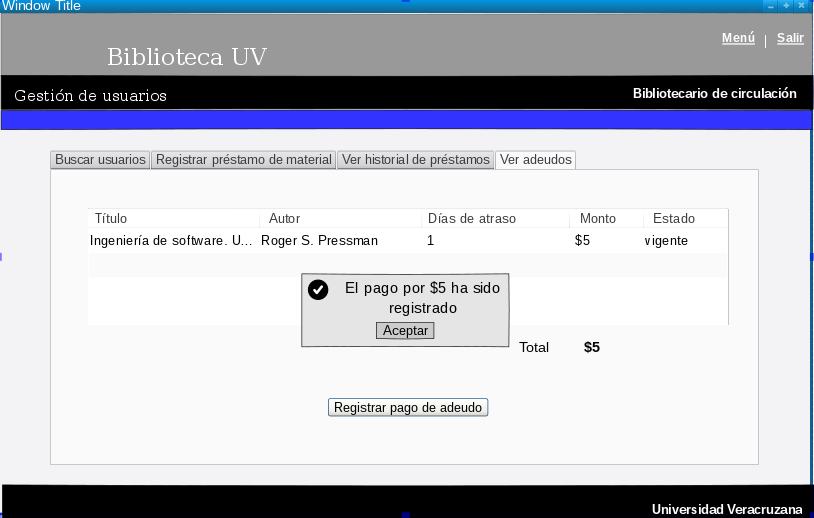 Window Title
Menú | Salir
Biblioteca UV
Gestión de usuarios
Bibliotecario de circulación
Buscar usuarios
Registrar préstamo de material
Ver historial de préstamos
Ver adeudos
Título Autor Días de atraso Monto Estado
Ingeniería de software. U... Roger S. Pressman 1 $5 vigente
El pago por $5 ha sido
registrado
Aceptar
Total $5
Registrar pago de adeudo
Universidad Veracruzana